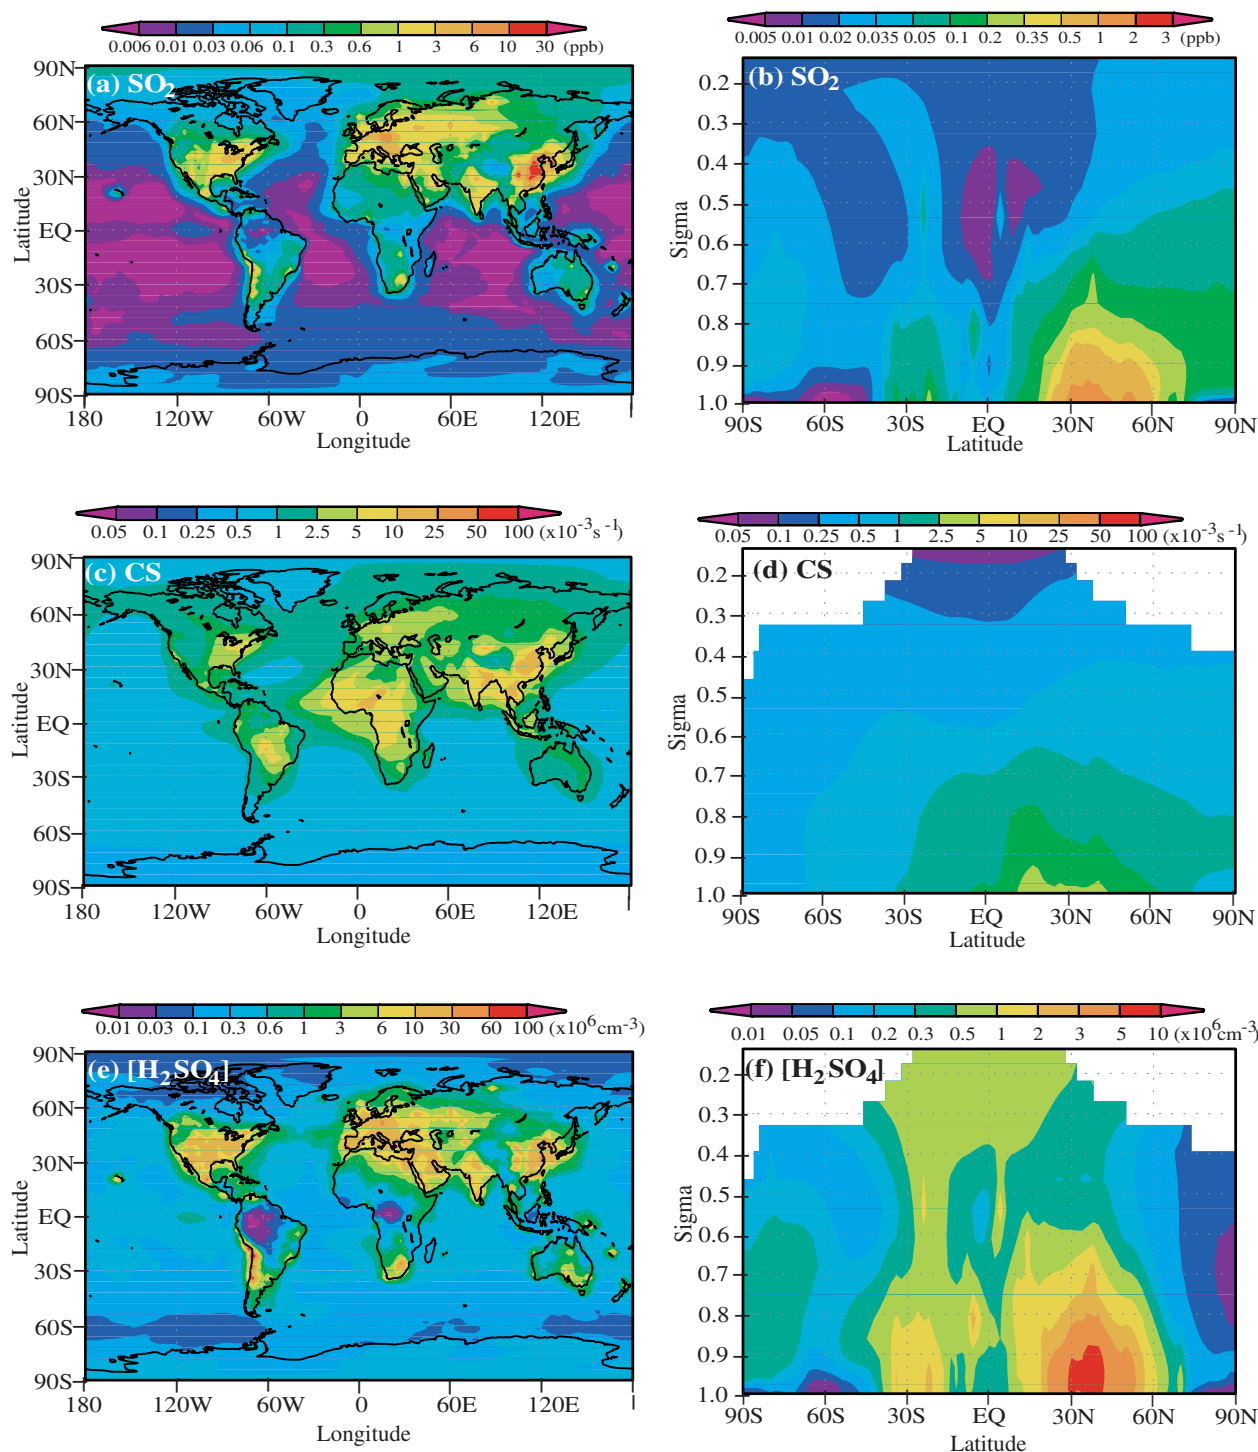 0.006 0.01 0.03 0.06 0.1 0.3 0.6 1 3 6 10 30 (ppb)
(a) SO2
90N
60N
30N
EQ
30S
60S
90S
Latitude
180 120W 60W 0 60E 120E
Longitude
0.005 0.01 0.02 0.035 0.05 0.1 0.2 0.35 0.5 1 2 3 (ppb)
(b) SO2
0.2
0.3
0.4
0.5
0.6
0.7
0.8
0.9
1.0
Sigma
90S 60S 30S EQ 30N 60N 90N
Latitude
0.05 0.1 0.25 0.5 1 2.5 5 10 25 50 100 (x10-3s-1)
(c) CS
90N
60N
30N
EQ
30S
60S
90S
Latitude
180 120W 60W 0 60E 120E
Longitude
0.05 0.1 0.25 0.5 1 2.5 5 10 25 50 100 (x10-3s-1)
(d) CS
0.2
0.3
0.4
0.5
0.6
0.7
0.8
0.9
1.0
Sigma
90S 60S 30S EQ 30N 60N 90N
Latitude
0.01 0.03 0.1 0.3 0.6 1 3 6 10 30 60 100 (x106cm-3)
(e) [H2SO4]
90N
60N
30N
EQ
30S
60S
90S
Latitude
180 120W 60W 0 60E 120E
Longitude
0.01 0.05 0.1 0.2 0.3 0.5 1 2 3 5 10 (x106cm-3)
(f) [H2SO4]
0.2
0.3
0.4
0.5
0.6
0.7
0.8
0.9
1.0
Sigma
90S 60S 30S EQ 30N 60N 90N
Latitude